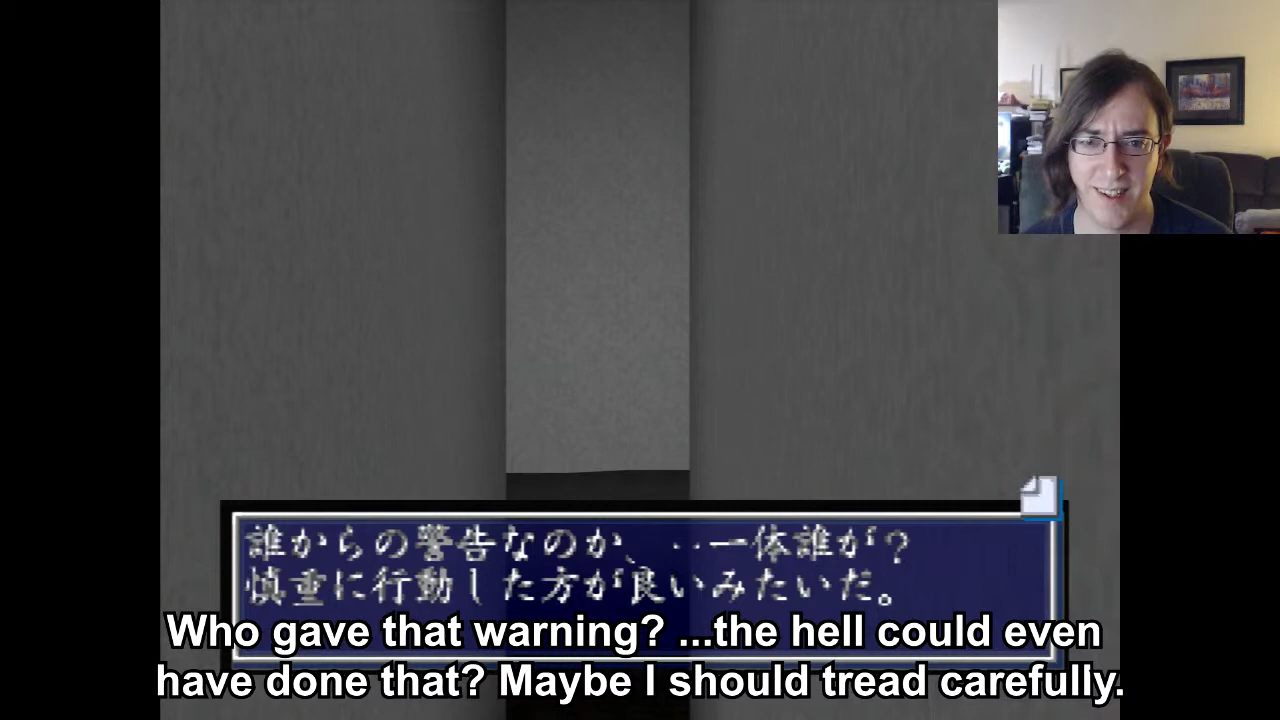 誰からの警告なのか、‥一体誰が?
慎重に行動した方が良いみたいだ。
Who gave that warning? ...the hell could even
have done that? Maybe I should tread carefully.